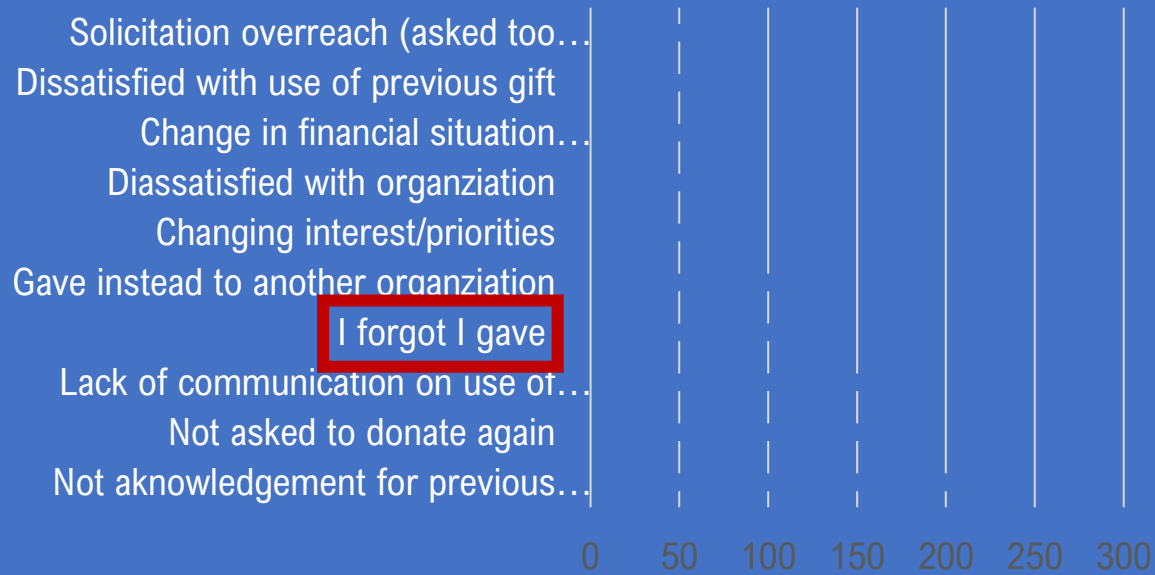 Solicitation overreach (asked too…
Dissatisfied with use of previous gift
Change in financial situation…
Diassatisfied with organziation
Changing interest/priorities
Gave instead to another organziation
I forgot I gave
Lack of communication on use of…
Not asked to donate again
Not aknowledgement for previous…
0 50 100 150 200 250 300